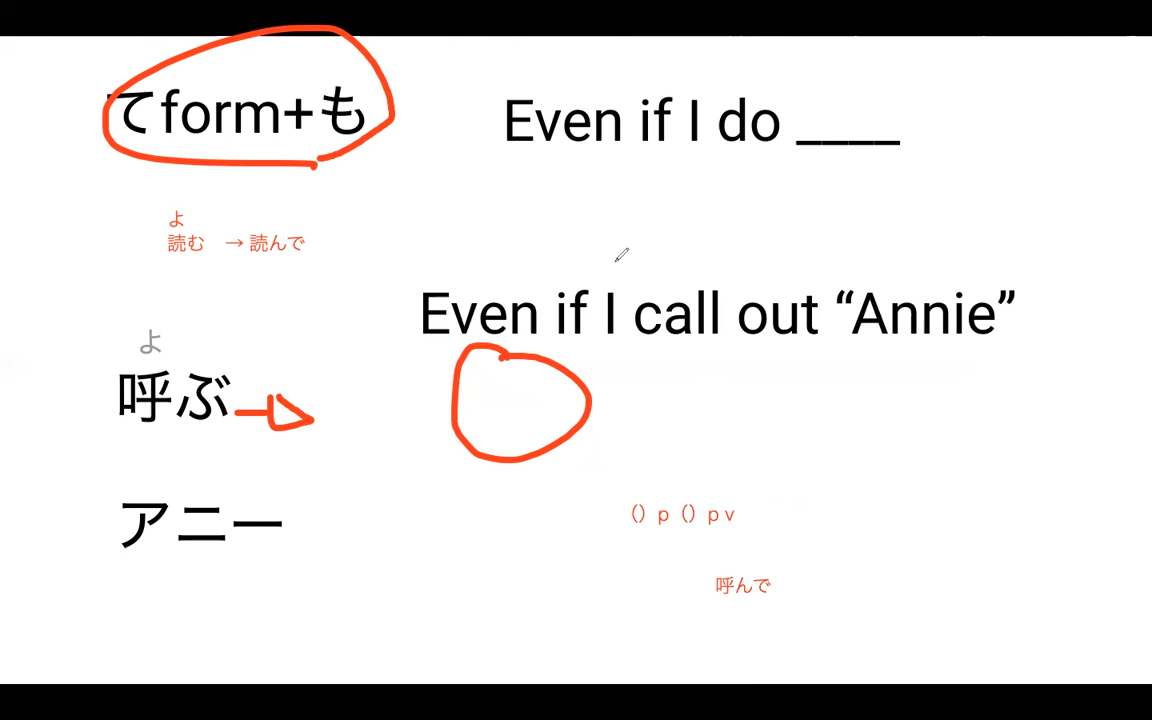 てform+も
Even if I do ____
よ
読む →読んで
Even if I call out “Annie”
よ
呼ぶ
アニー
（）p（）p v
呼んで